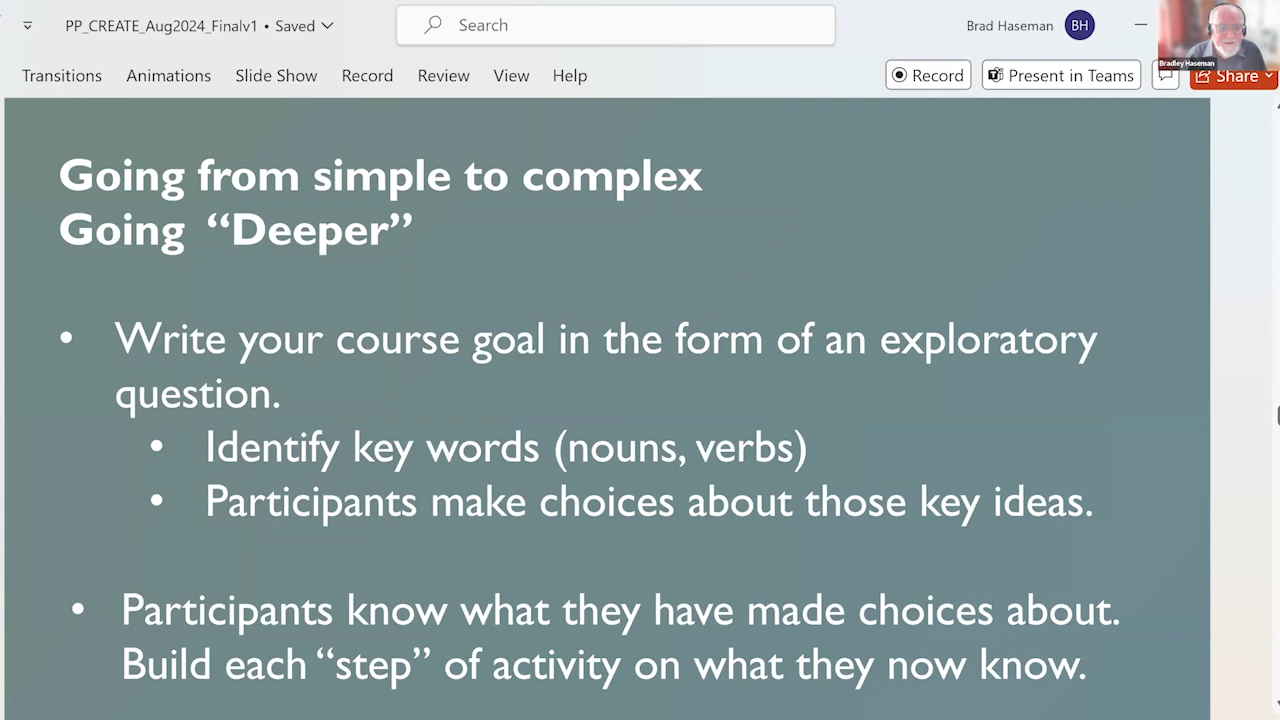 PP_CREATE_Aug2024_Finalv1 • Saved
Search
Brad Haseman
BH
Bradley Haseman
Transitions
Animations
Slide Show
Record
Review
View
Help
Record
Present in Teams
Share
Going from simple to complex
Going “Deeper”
• Write your course goal in the form of an exploratory
question.
• Identify key words (nouns, verbs)
• Participants make choices about those key ideas.
• Participants know what they have made choices about.
Build each “step” of activity on what they now know.